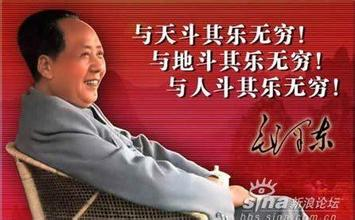 与天斗其乐无穷!
与地斗其乐无穷!
与人斗其乐无穷!
毛泽东
sina 新浪论坛
bbs.sina.com.cn